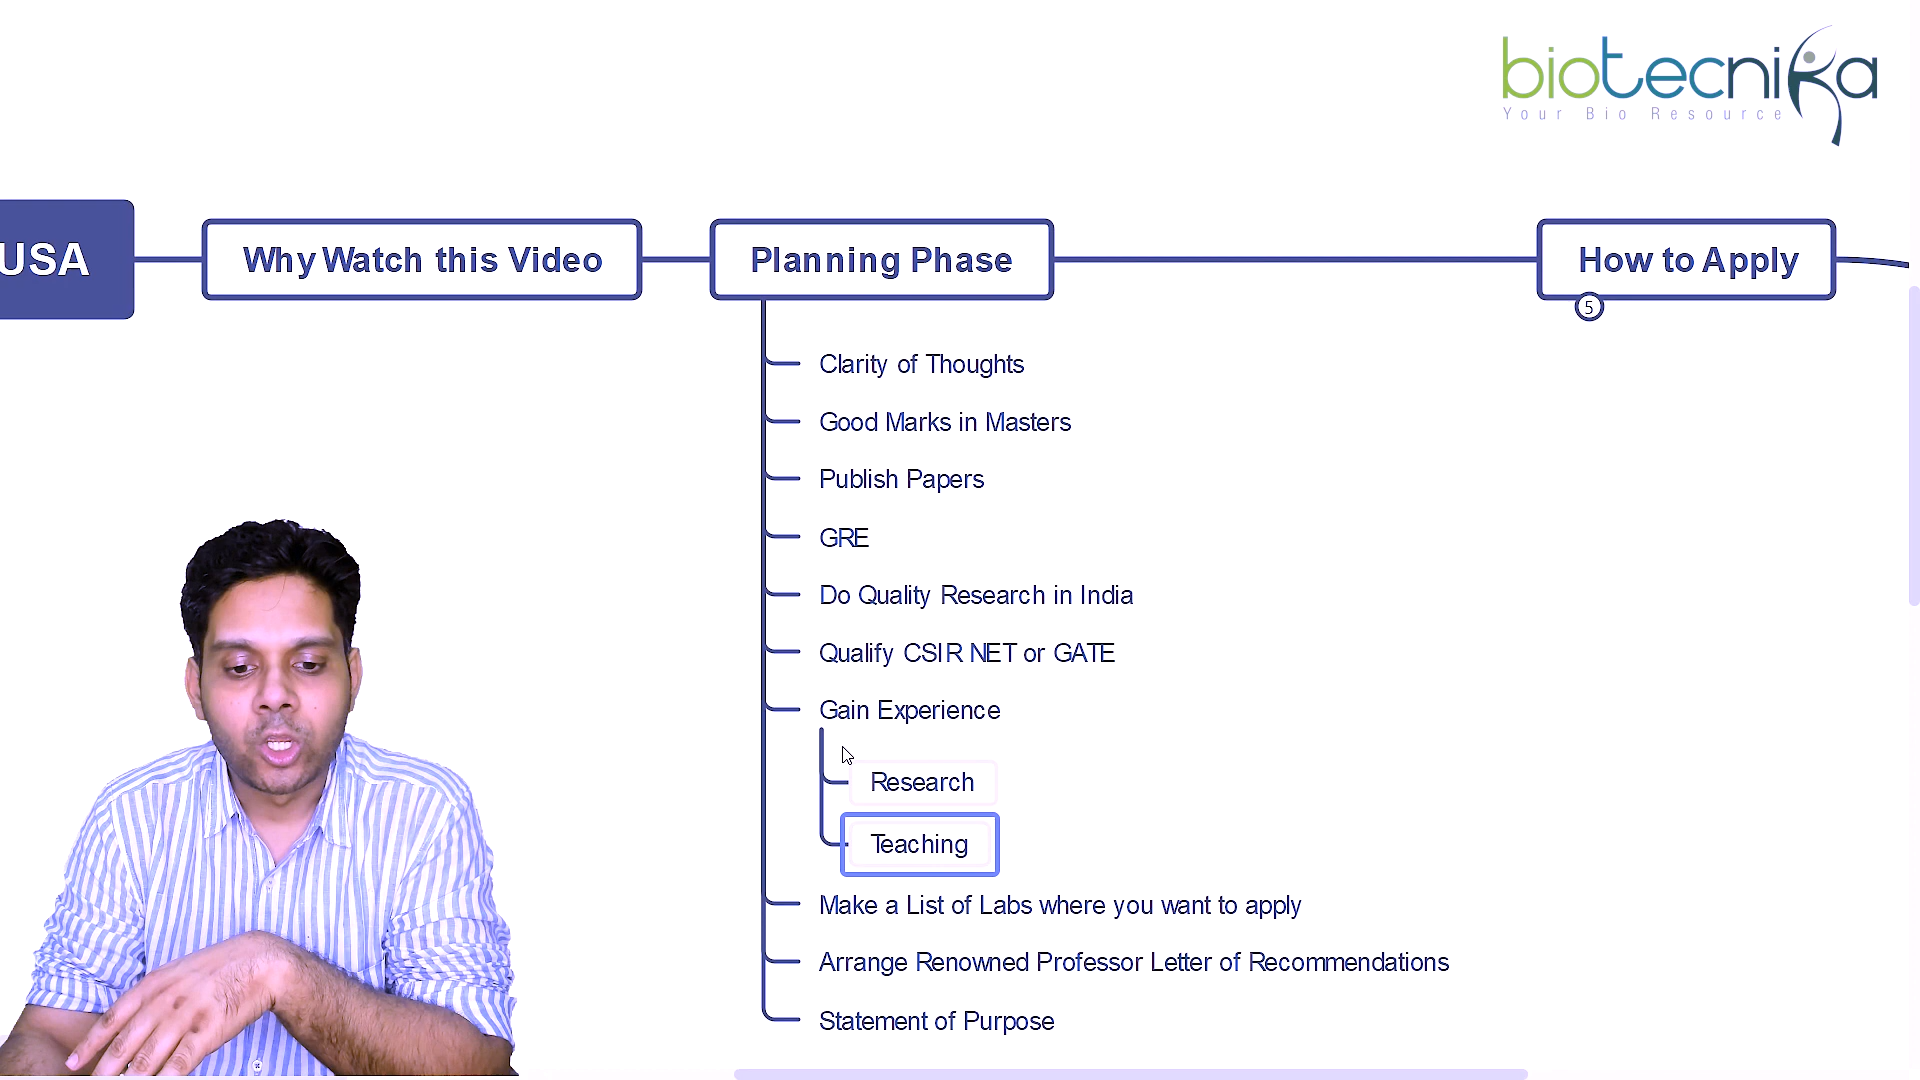 biotecnika
Your Bio Resource
USA
Why Watch this Video
Planning Phase
How to Apply
5
Clarity of Thoughts
Good Marks in Masters
Publish Papers
GRE
Do Quality Research in India
Qualify CSIR NET or GATE
Gain Experience
Research
Teaching
Make a List of Labs where you want to apply
Arrange Renowned Professor Letter of Recommendations
Statement of Purpose